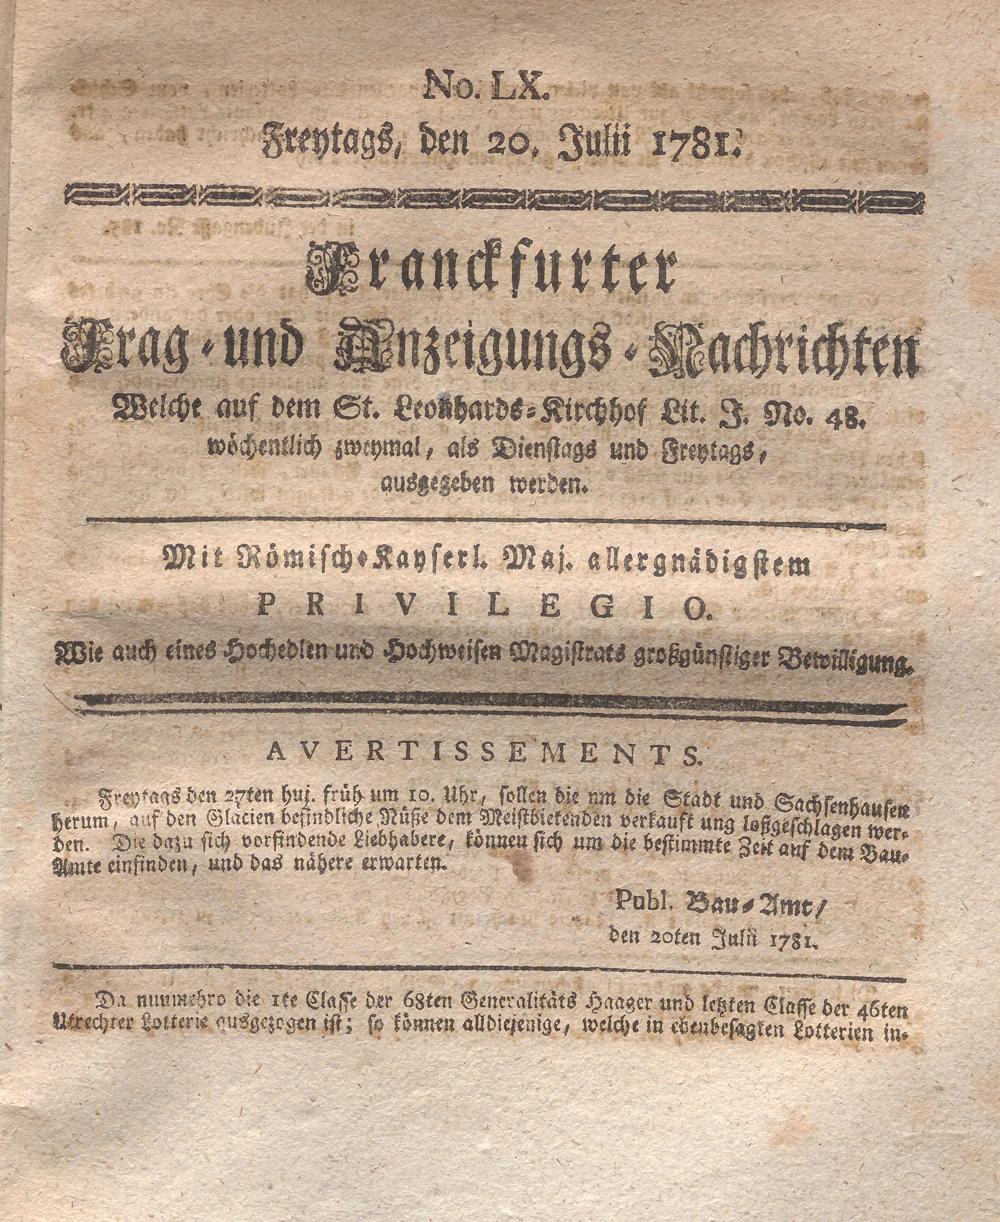 No. LX.
Freytags, den 20. Julii 1781.
Franckfurter
Frag-und Anzeigungs-Nachrichten
Welche auf dem St. Leonhards-Kirchhof Lit. J. No. 48.
wöchentlich zweymal, als Dienstags und Freytags,
ausgegeben werden.
Mit Römisch-Kayserl. Maj. allergnädigstem
PRIVILEGIO.
Wie auch eines Hochedlen und Hochweisen Magistrats großgünstiger Bewilligung.
AVERTISSEMENTS.
Freytags den 27ten huj. früh um 10. Uhr, sollen die um die Stadt und Sachsenhausen
herum, auf den Glacien befindliche Nüße dem Meistbietenden verkauft ung loßgeschlagen wer-
den. Die dazu sich vorfindende Liebhabere, können sich um die bestimmte Zeit auf dem Bau-
Amte einfinden, und das nähere erwarten.
Publ. Bau-Amt/
den 20ten Julii 1781.
Da nunmehro die 1te Classe der 68ten Generalitäts Haager und letzten Classe der 46ten
Utrechter Lotterie ausgezogen ist; so können alldiejenige, welche in ebenbesagten Lotterien in-